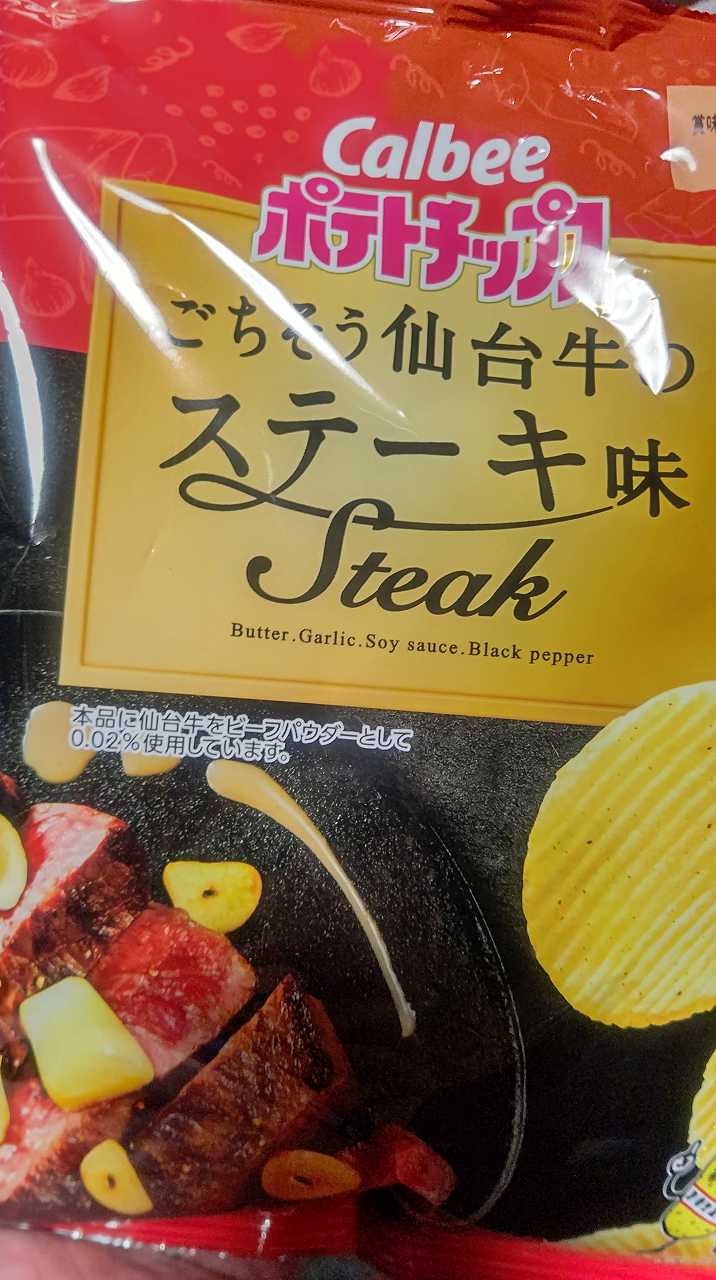 賞味
Calbee
ポテトチップス
ごちそう仙台牛の
ステーキ味
Steak
Butter.Garlic.Soy sauce.Black pepper
本品に仙台牛をビーフパウダーとして
0.02%使用しています。